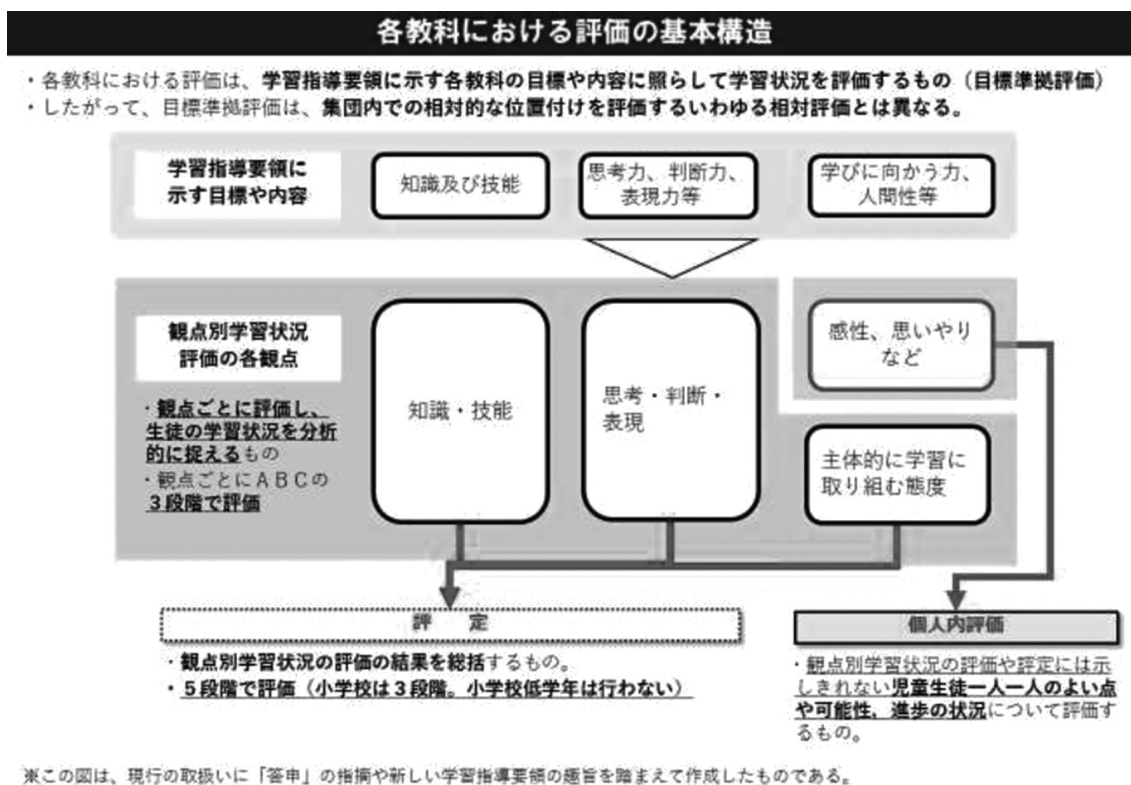 各教科における評価の基本構造
・各教科における評価は、学習指導要領に示す各教科の目標や内容に照らして学習状況を評価するもの（目標準拠評価）
・したがって、目標準拠評価は、集団内での相対的な位置付けを評価するいわゆる相対評価とは異なる。
学習指導要領に
示す目標や内容
知識及び技能
思考力、判断力、
表現力等
学びに向かう力、
人間性等
観点別学習状況
評価の各観点
・観点ごとに評価し、
生徒の学習状況を分析
的に捉えるもの
・観点ごとにＡＢＣの
３段階で評価
知識・技能
思考・判断・
表現
感性、思いやり
など
主体的に学習に
取り組む態度
評　定
・観点別学習状況の評価の結果を総括するもの。
・５段階で評価（小学校は３段階。小学校低学年は行わない）
個人内評価
・観点別学習状況の評価や評定には示
しきれない児童生徒一人一人のよい点
や可能性，進歩の状況について評価す
るもの。
※この図は、現行の取扱いに「答申」の指摘や新しい学習指導要領の趣旨を踏まえて作成したものである。